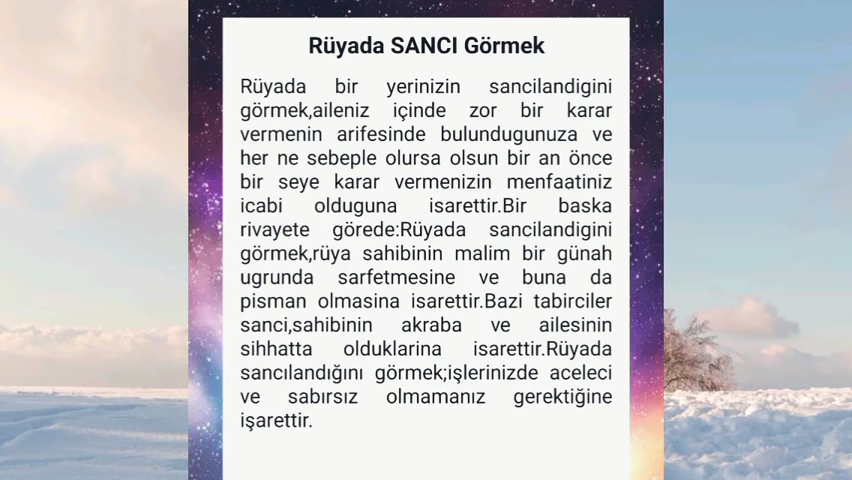 Rüyada SANCI Görmek
Rüyada bir yerinizin sancilandigini
görmek,aileniz içinde zor bir karar
vermenin arifesinde bulundugunuza ve
her ne sebeple olursa olsun bir an önce
bir seye karar vermenizin menfaatiniz
icabi olduguna isarettir.Bir baska
rivayete görede:Rüyada sancilandigini
görmek,rüya sahibinin malim bir günah
ugrunda sarfetmesine ve buna da
pisman olmasina isarettir.Bazi tabirciler
sanci,sahibinin akraba ve ailesinin
sihhatta olduklarina isarettir.Rüyada
sancılandığını görmek;işlerinizde aceleci
ve sabırsız olmamanız gerektiğine
işarettir.